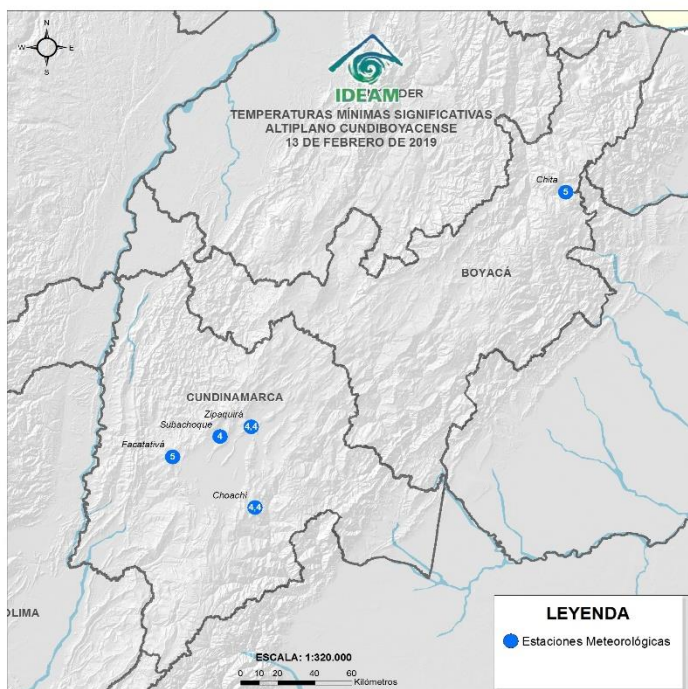 N
W E
S
IDEAM
DER
TEMPERATURAS MÍNIMAS SIGNIFICATIVAS
ALTIPLANO CUNDIBOYACENSE
13 DE FEBRERO DE 2019
Chita
5
BOYACÁ
CUNDINAMARCA
Zipaquirá
4,4
Subachoque
4
Facatativá
5
Choachí
4,4
OLIMA
LEYENDA
Estaciones Meteorológicas
ESCALA: 1:320.000
0 10 20 40 60
Kilómetros